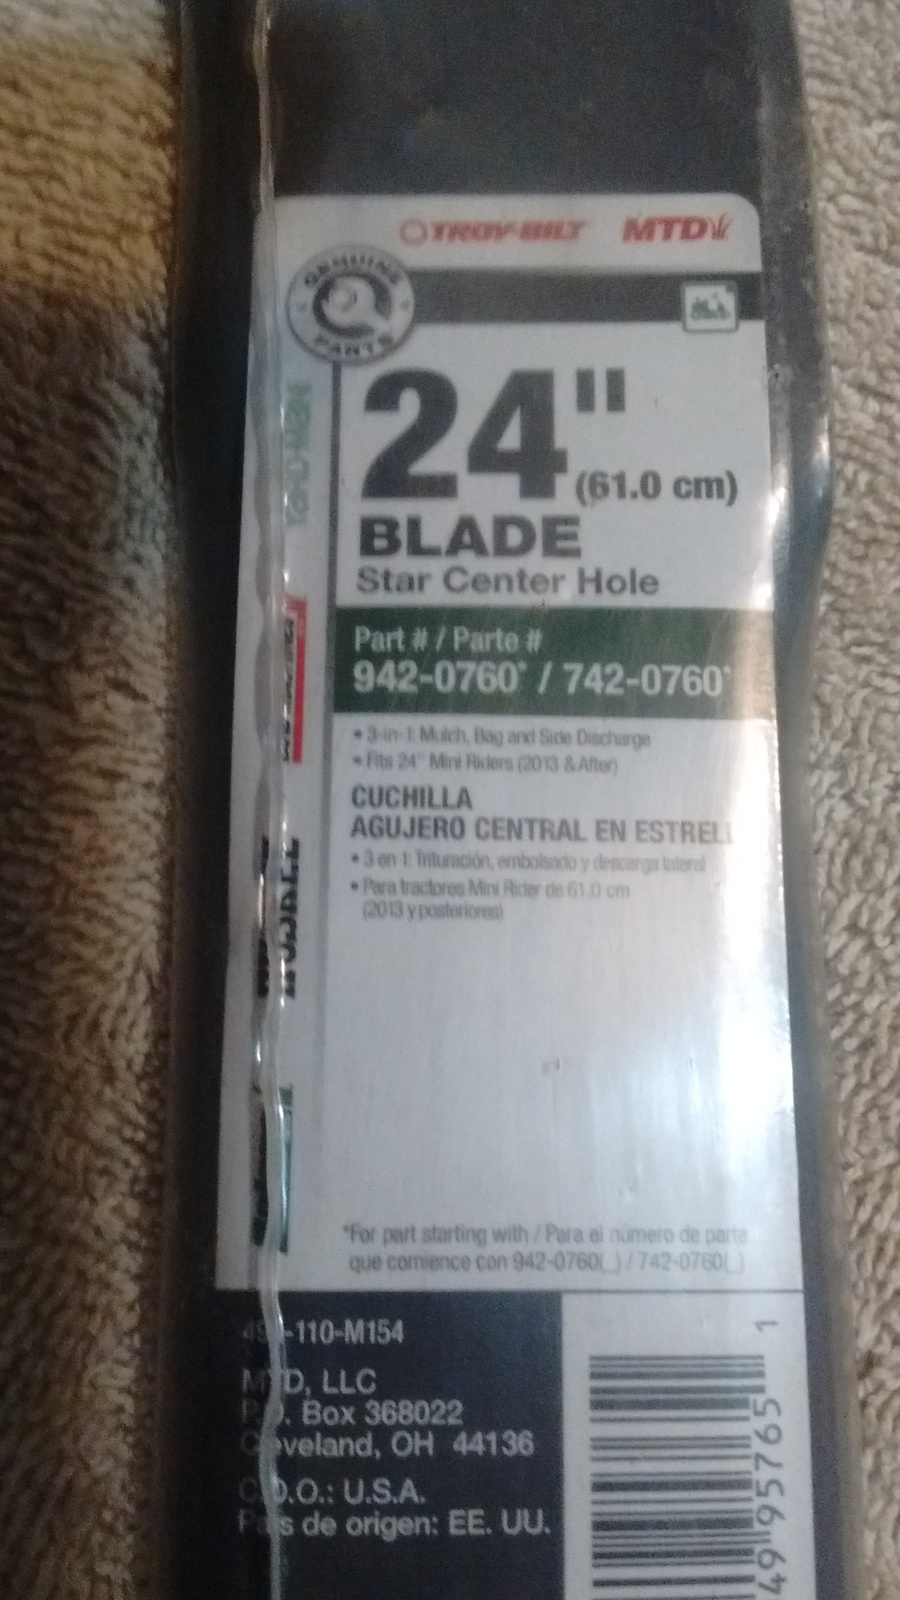 TROY-BILT MTD
GENUINE
PARTS
24"
(61.0 cm)
BLADE
Star Center Hole
Part # / Parte #
942-0760* / 742-0760*
• 3-in-1: Mulch, Bag and Side Discharge
• Fits 24" Mini Riders (2013 & After)
CUCHILLA
AGUJERO CENTRAL EN ESTREL
• 3 en 1: Trituración, embolsado y descarga lateral
• Para tractores Mini Rider de 61.0 cm
(2013 y posteriores)
*For part starting with / Para el número de parte
que comience con 942-0760(_) / 742-0760(_)
-110-M154
MTD, LLC
P.O. Box 368022
Cleveland, OH 44136
C.O.O.: U.S.A.
País de origen: EE. UU.
49 95765 1